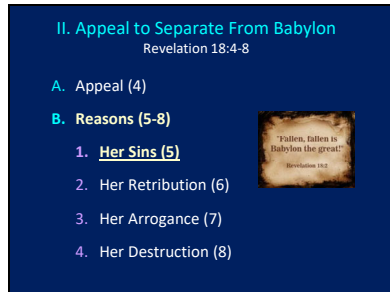 II. Appeal to Separate From Babylon
Revelation 18:4-8
A. Appeal (4)
B. Reasons (5-8)
1. Her Sins (5)
"Fallen, fallen is
Babylon the great!"
Revelation 18:2
2. Her Retribution (6)
3. Her Arrogance (7)
4. Her Destruction (8)